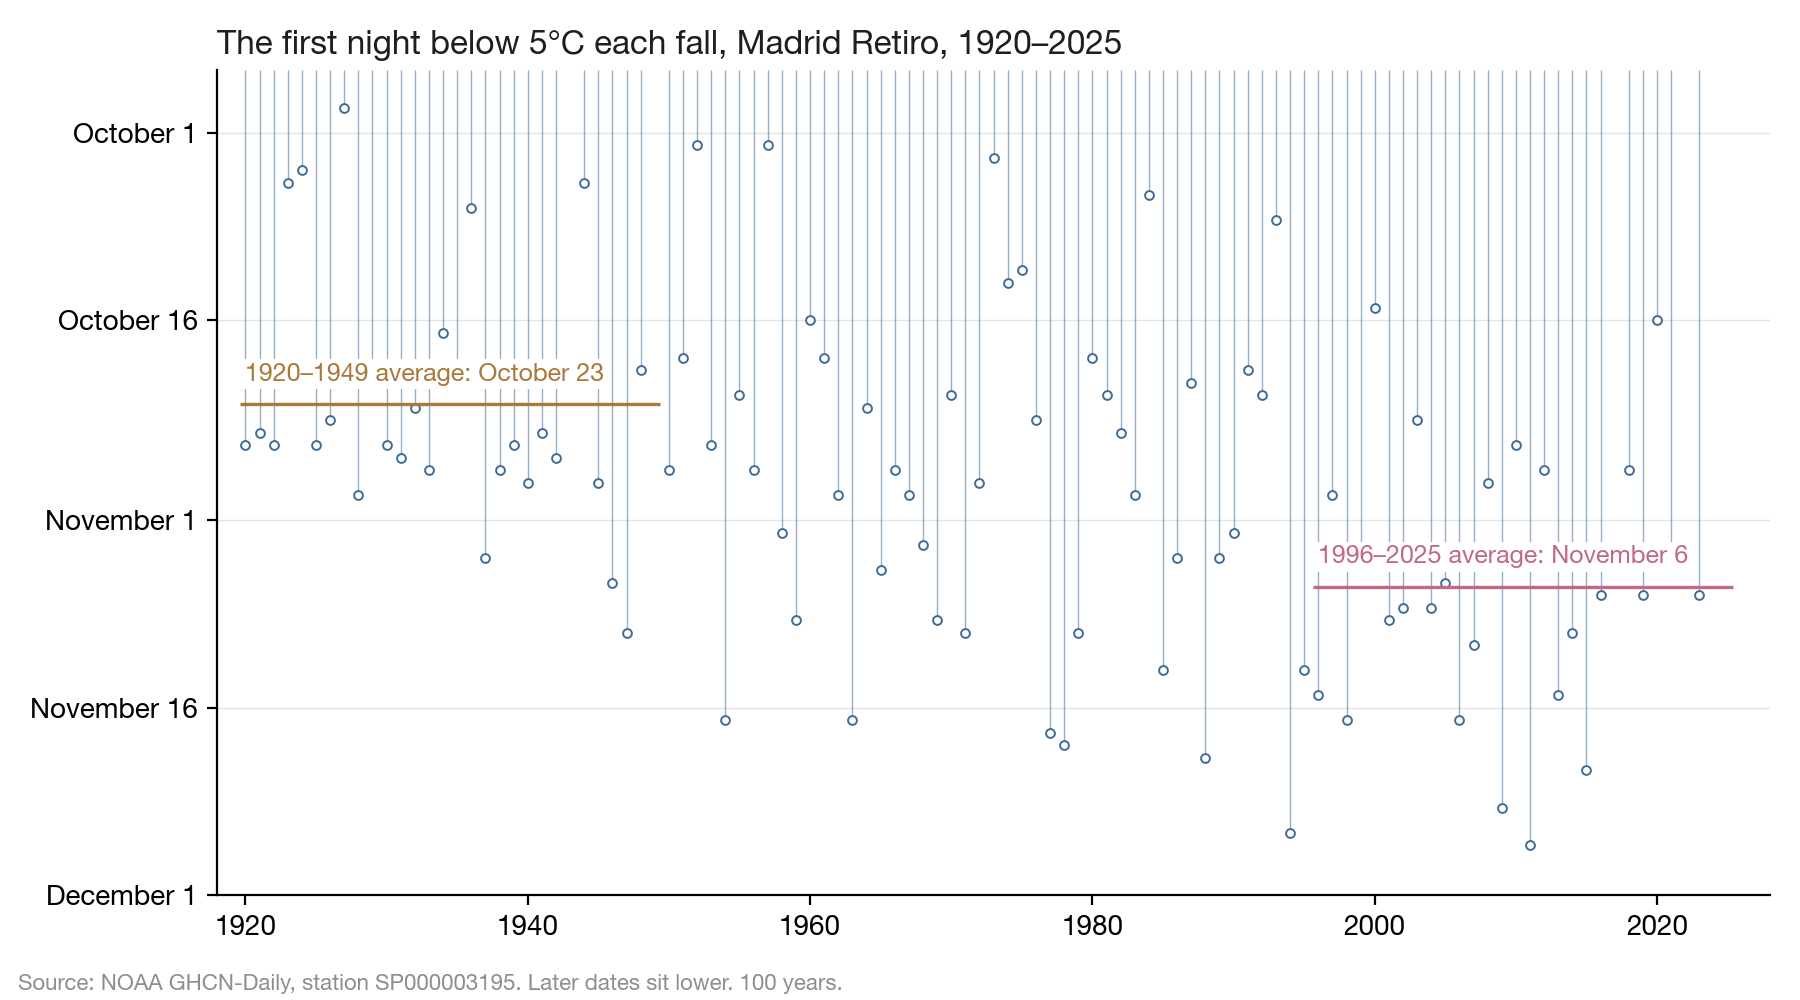 The first night below 5°C each fall, Madrid Retiro, 1920–2025
October 1
October 16
1920–1949 average: October 23
November 1
1996–2025 average: November 6
November 16
December 1
1920
1940
1960
1980
2000
2020
Source: NOAA GHCN-Daily, station SP000003195. Later dates sit lower. 100 years.